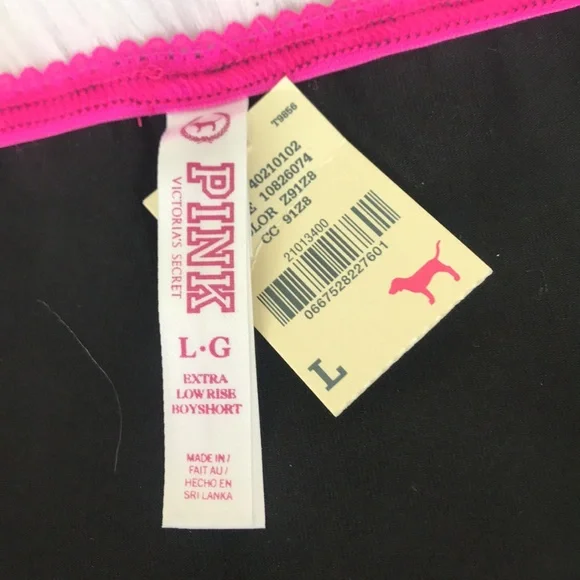 PINK
VICTORIA'S SECRET
L·G
EXTRA
LOW RISE
BOYSHORT
MADE IN/
FAIT AU/
HECHO EN
SRI LANKA
T9856
40210102
10826074
Z91Z8
CC 91Z8
21013400
0667528227601
L